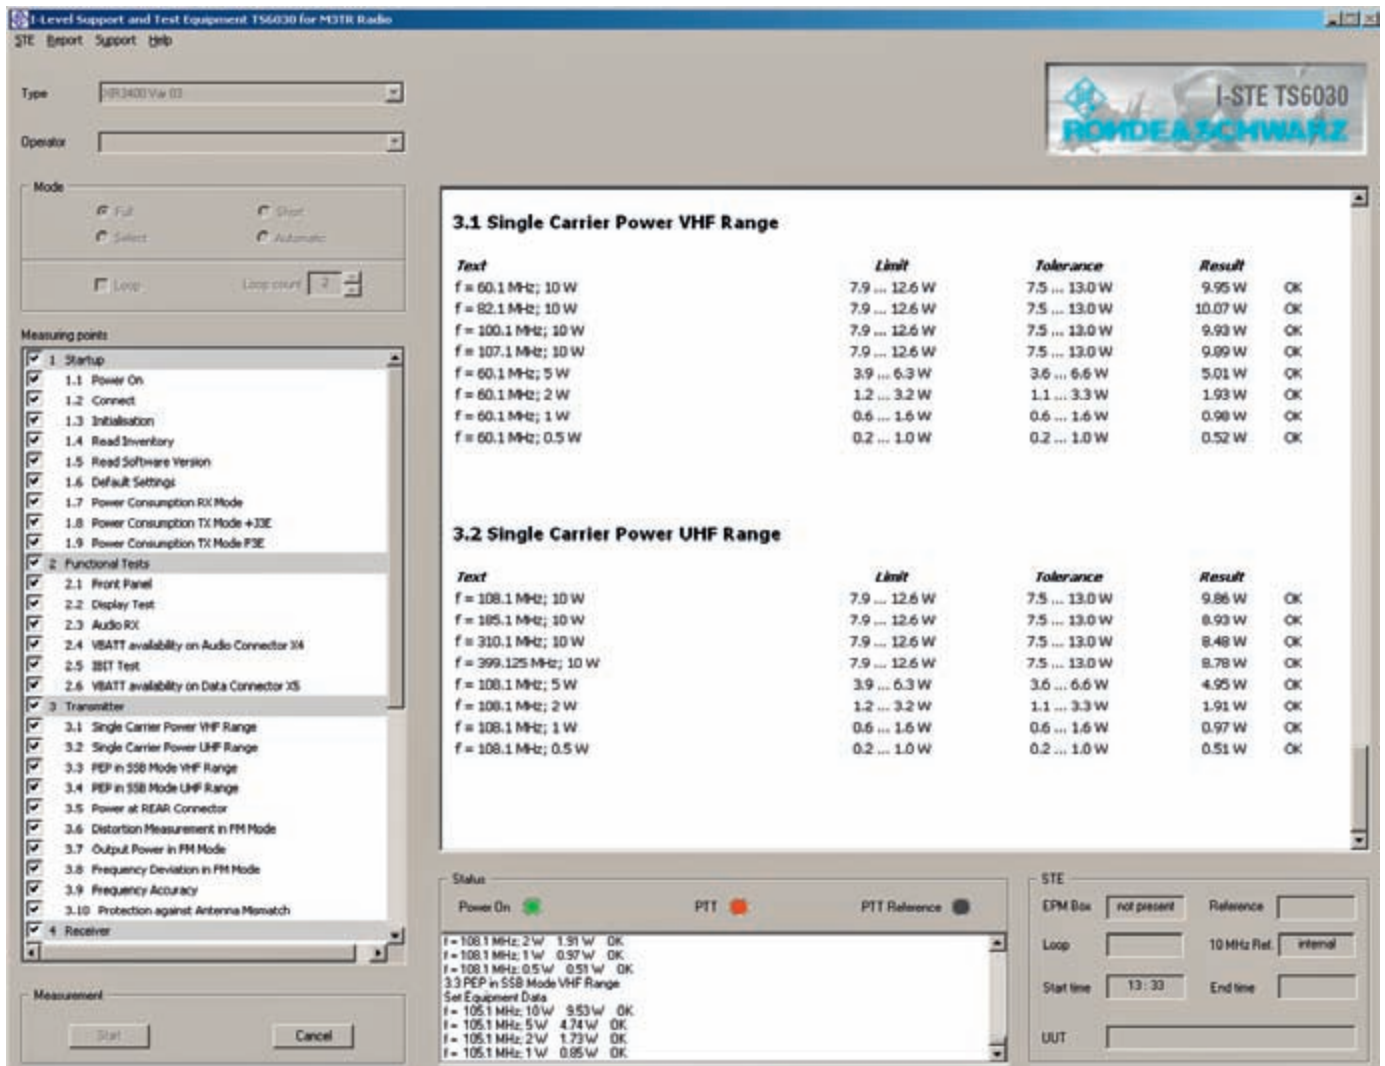 I-Level Support and Test Equipment TS6030 for M3TR Radio
STE Report Support Help
Type XR3400 Var 03
I-STE TS6030
ROHDE & SCHWARZ
Operator
Mode
Full Short
Select Automatic
Loop Loop count 2
Measuring points
1 Startup
1.1 Power On
1.2 Connect
1.3 Initialisation
1.4 Read Inventory
1.5 Read Software Version
1.6 Default Settings
1.7 Power Consumption RX Mode
1.8 Power Consumption TX Mode +J3E
1.9 Power Consumption TX Mode F3E
2 Functional Tests
2.1 Front Panel
2.2 Display Test
2.3 Audio RX
2.4 VBATT availability on Audio Connector X4
2.5 IBIT Test
2.6 VBATT availability on Data Connector X5
3 Transmitter
3.1 Single Carrier Power VHF Range
3.2 Single Carrier Power UHF Range
3.3 PEP in SSB Mode VHF Range
3.4 PEP in SSB Mode UHF Range
3.5 Power at REAR Connector
3.6 Distortion Measurement in FM Mode
3.7 Output Power in FM Mode
3.8 Frequency Deviation in FM Mode
3.9 Frequency Accuracy
3.10 Protection against Antenna Mismatch
4 Receiver
Measurement
Start Cancel
3.1 Single Carrier Power VHF Range
Text Limit Tolerance Result
f = 60.1 MHz; 10 W 7.9 ... 12.6 W 7.5 ... 13.0 W 9.95 W OK
f = 82.1 MHz; 10 W 7.9 ... 12.6 W 7.5 ... 13.0 W 10.07 W OK
f = 100.1 MHz; 10 W 7.9 ... 12.6 W 7.5 ... 13.0 W 9.93 W OK
f = 107.1 MHz; 10 W 7.9 ... 12.6 W 7.5 ... 13.0 W 9.89 W OK
f = 60.1 MHz; 5 W 3.9 ... 6.3 W 3.6 ... 6.6 W 5.01 W OK
f = 60.1 MHz; 2 W 1.2 ... 3.2 W 1.1 ... 3.3 W 1.93 W OK
f = 60.1 MHz; 1 W 0.6 ... 1.6 W 0.6 ... 1.6 W 0.98 W OK
f = 60.1 MHz; 0.5 W 0.2 ... 1.0 W 0.2 ... 1.0 W 0.52 W OK
3.2 Single Carrier Power UHF Range
Text Limit Tolerance Result
f = 108.1 MHz; 10 W 7.9 ... 12.6 W 7.5 ... 13.0 W 9.86 W OK
f = 185.1 MHz; 10 W 7.9 ... 12.6 W 7.5 ... 13.0 W 8.93 W OK
f = 310.1 MHz; 10 W 7.9 ... 12.6 W 7.5 ... 13.0 W 8.48 W OK
f = 399.125 MHz; 10 W 7.9 ... 12.6 W 7.5 ... 13.0 W 8.78 W OK
f = 108.1 MHz; 5 W 3.9 ... 6.3 W 3.6 ... 6.6 W 4.95 W OK
f = 108.1 MHz; 2 W 1.2 ... 3.2 W 1.1 ... 3.3 W 1.91 W OK
f = 108.1 MHz; 1 W 0.6 ... 1.6 W 0.6 ... 1.6 W 0.97 W OK
f = 108.1 MHz; 0.5 W 0.2 ... 1.0 W 0.2 ... 1.0 W 0.51 W OK
Status
Power On PTT PTT Reference
f = 108.1 MHz; 2 W 1.91 W OK
f = 108.1 MHz; 1 W 0.97 W OK
f = 108.1 MHz; 0.5 W 0.51 W OK
3.3 PEP in SSB Mode VHF Range
Set Equipment Data
f = 105.1 MHz; 10 W 9.53 W OK
f = 105.1 MHz; 5 W 4.74 W OK
f = 105.1 MHz; 2 W 1.73 W OK
f = 105.1 MHz; 1 W 0.85 W OK
STE
EPM Box not present Reference
Loop 10 MHz Ref. internal
Start time 13:33 End time
UUT